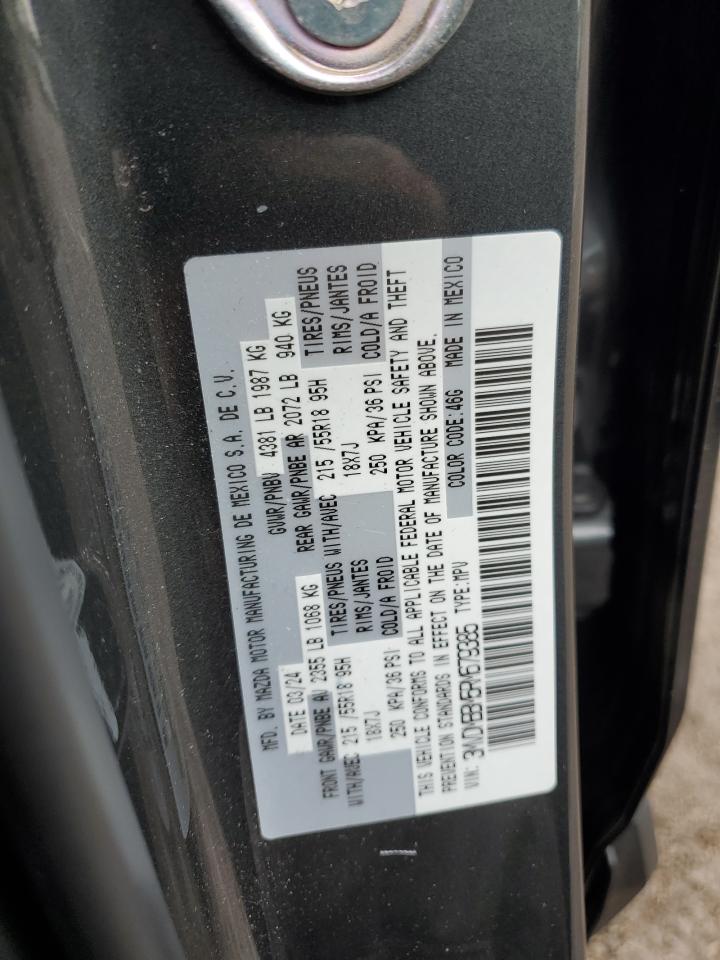 MFD. BY MAZDA MOTOR MANUFACTURING DE MEXICO S.A. DE C.V.
DATE 03/24 GVWR/PNBV 4381 LB 1987 KG
FRONT GAWR/PNBE AV 2355 LB 1068 KG REAR GAWR/PNBE AR 2072 LB 940 KG
WITH/AVEC 215 /55R18 95H TIRES/PNEUS WITH/AVEC 215 /55R18 95H TIRES/PNEUS
18X7J RIMS/JANTES 18X7J RIMS/JANTES
250 KPA/36 PSI COLD/A FROID 250 KPA/36 PSI COLD/A FROID
THIS VEHICLE CONFORMS TO ALL APPLICABLE FEDERAL MOTOR VEHICLE SAFETY AND THEFT
PREVENTION STANDARDS IN EFFECT ON THE DATE OF MANUFACTURE SHOWN ABOVE.
VIN: TYPE:MPV COLOR CODE:46G MADE IN MEXICO